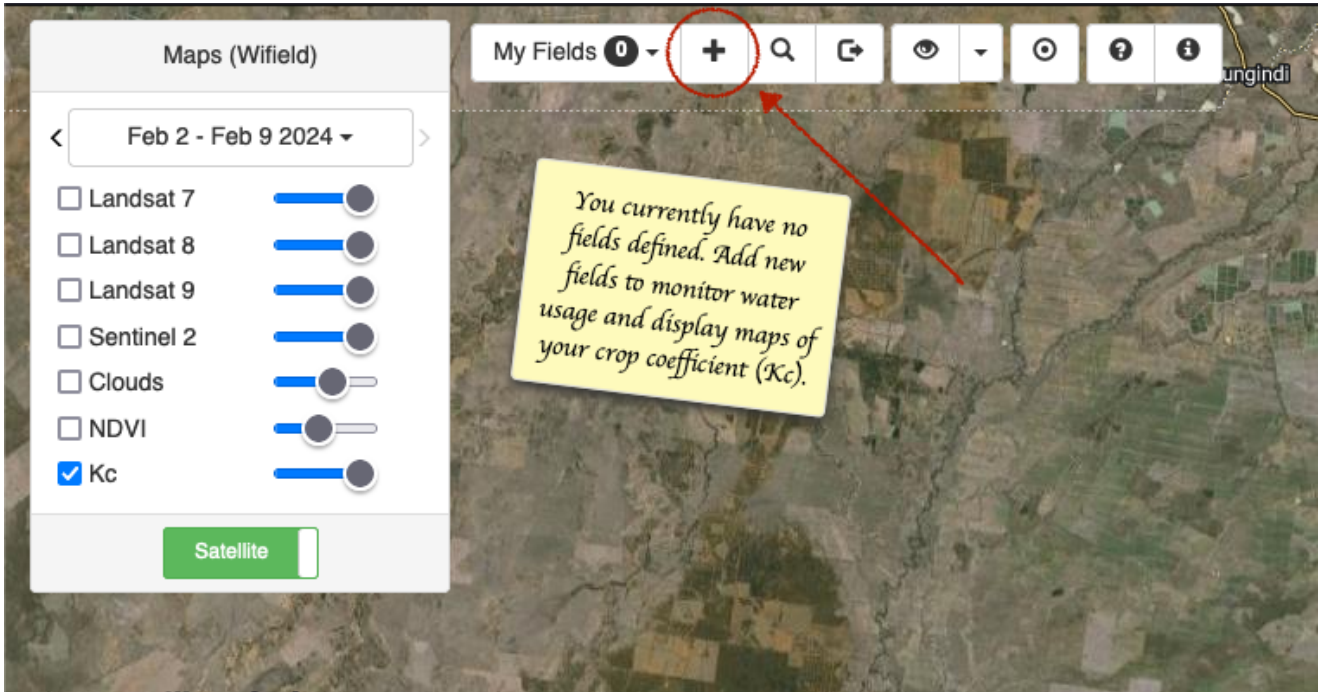 Maps (Wifield)
My Fields 0
ungindi
Feb 2 - Feb 9 2024
Landsat 7
Landsat 8
Landsat 9
Sentinel 2
Clouds
NDVI
Kc
Satellite
You currently have no
fields defined. Add new
fields to monitor water
usage and display maps of
your crop coefficient (Kc).